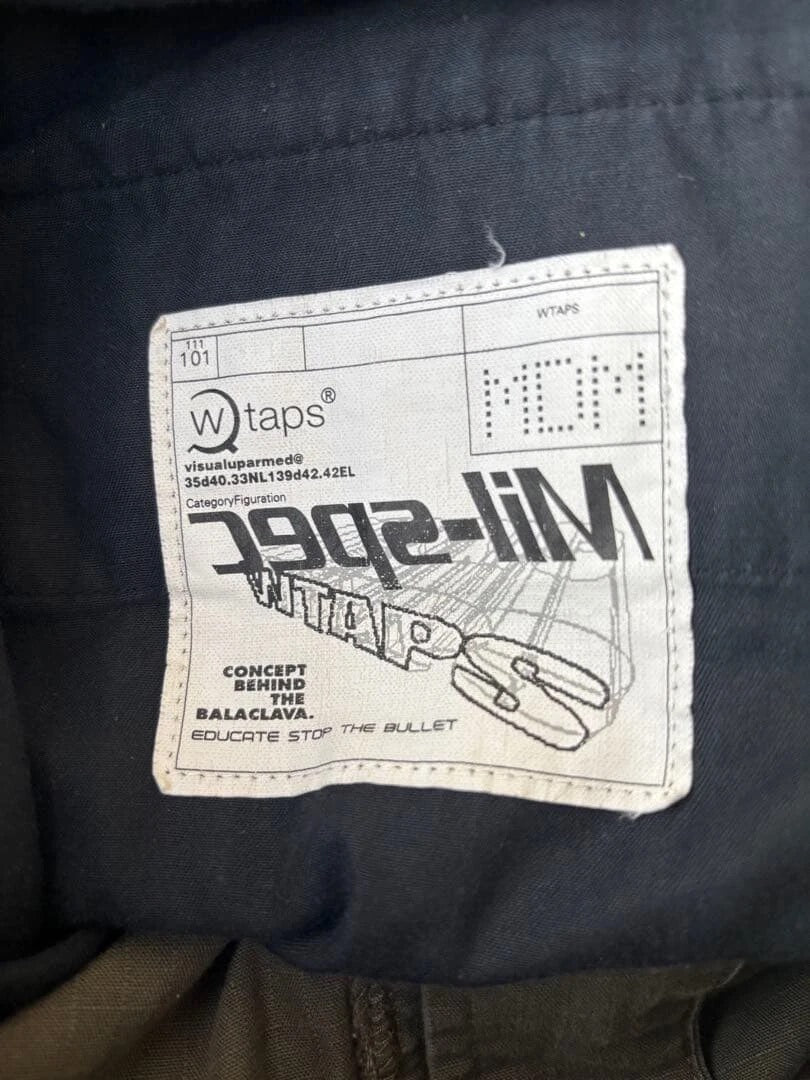 111
101
WTAPS
MOM
Wtaps®
visualuparmed@
35d40.33NL139d42.42EL
CategoryFiguration
Mil-spec
WTAPS
CONCEPT
BEHIND
THE
BALACLAVA.
EDUCATE STOP THE BULLET